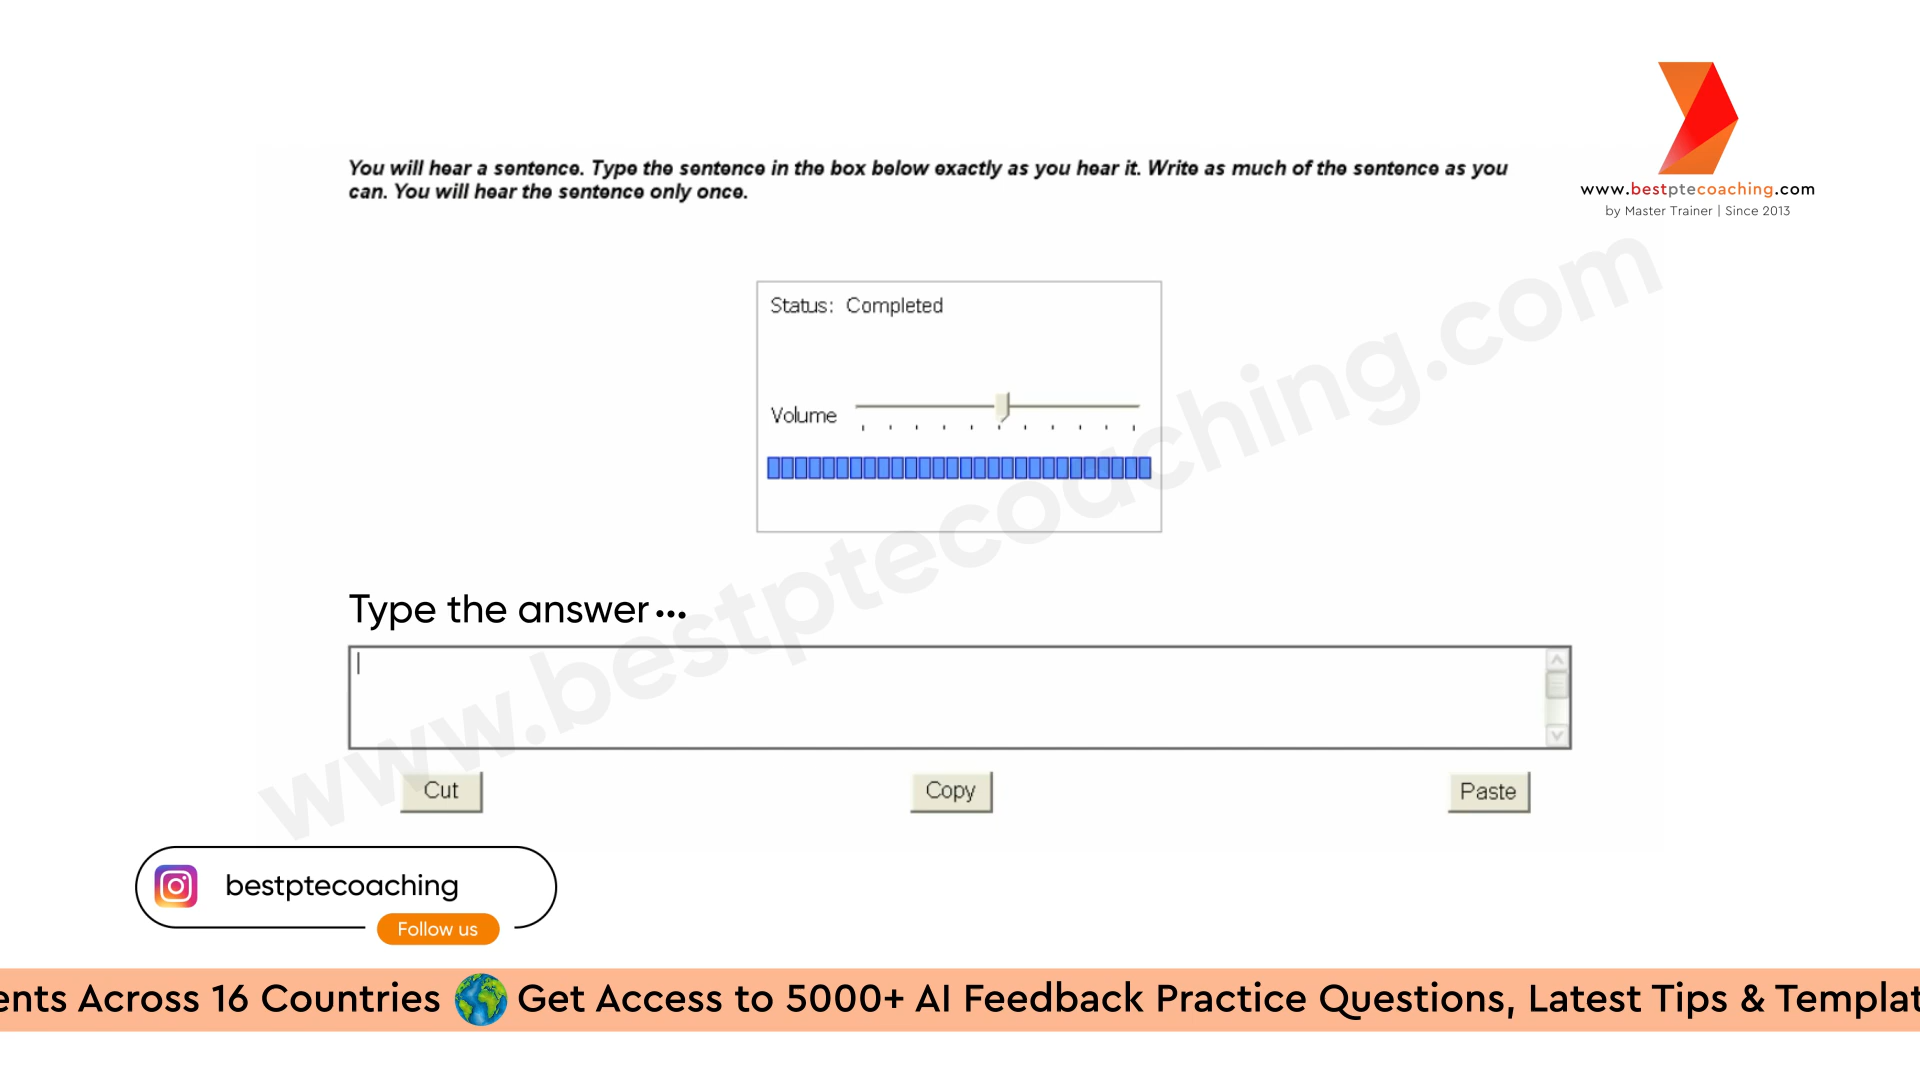 You will hear a sentence. Type the sentence in the box below exactly as you hear it. Write as much of the sentence as you
can. You will hear the sentence only once.
www.bestptecoaching.com
by Master Trainer | Since 2013
Status: Completed
Volume
www.bestptecoaching.com
Type the answer...
Cut Copy Paste
bestptecoaching
Follow us
ents Across 16 Countries 🌍 Get Access to 5000+ AI Feedback Practice Questions, Latest Tips & Templat